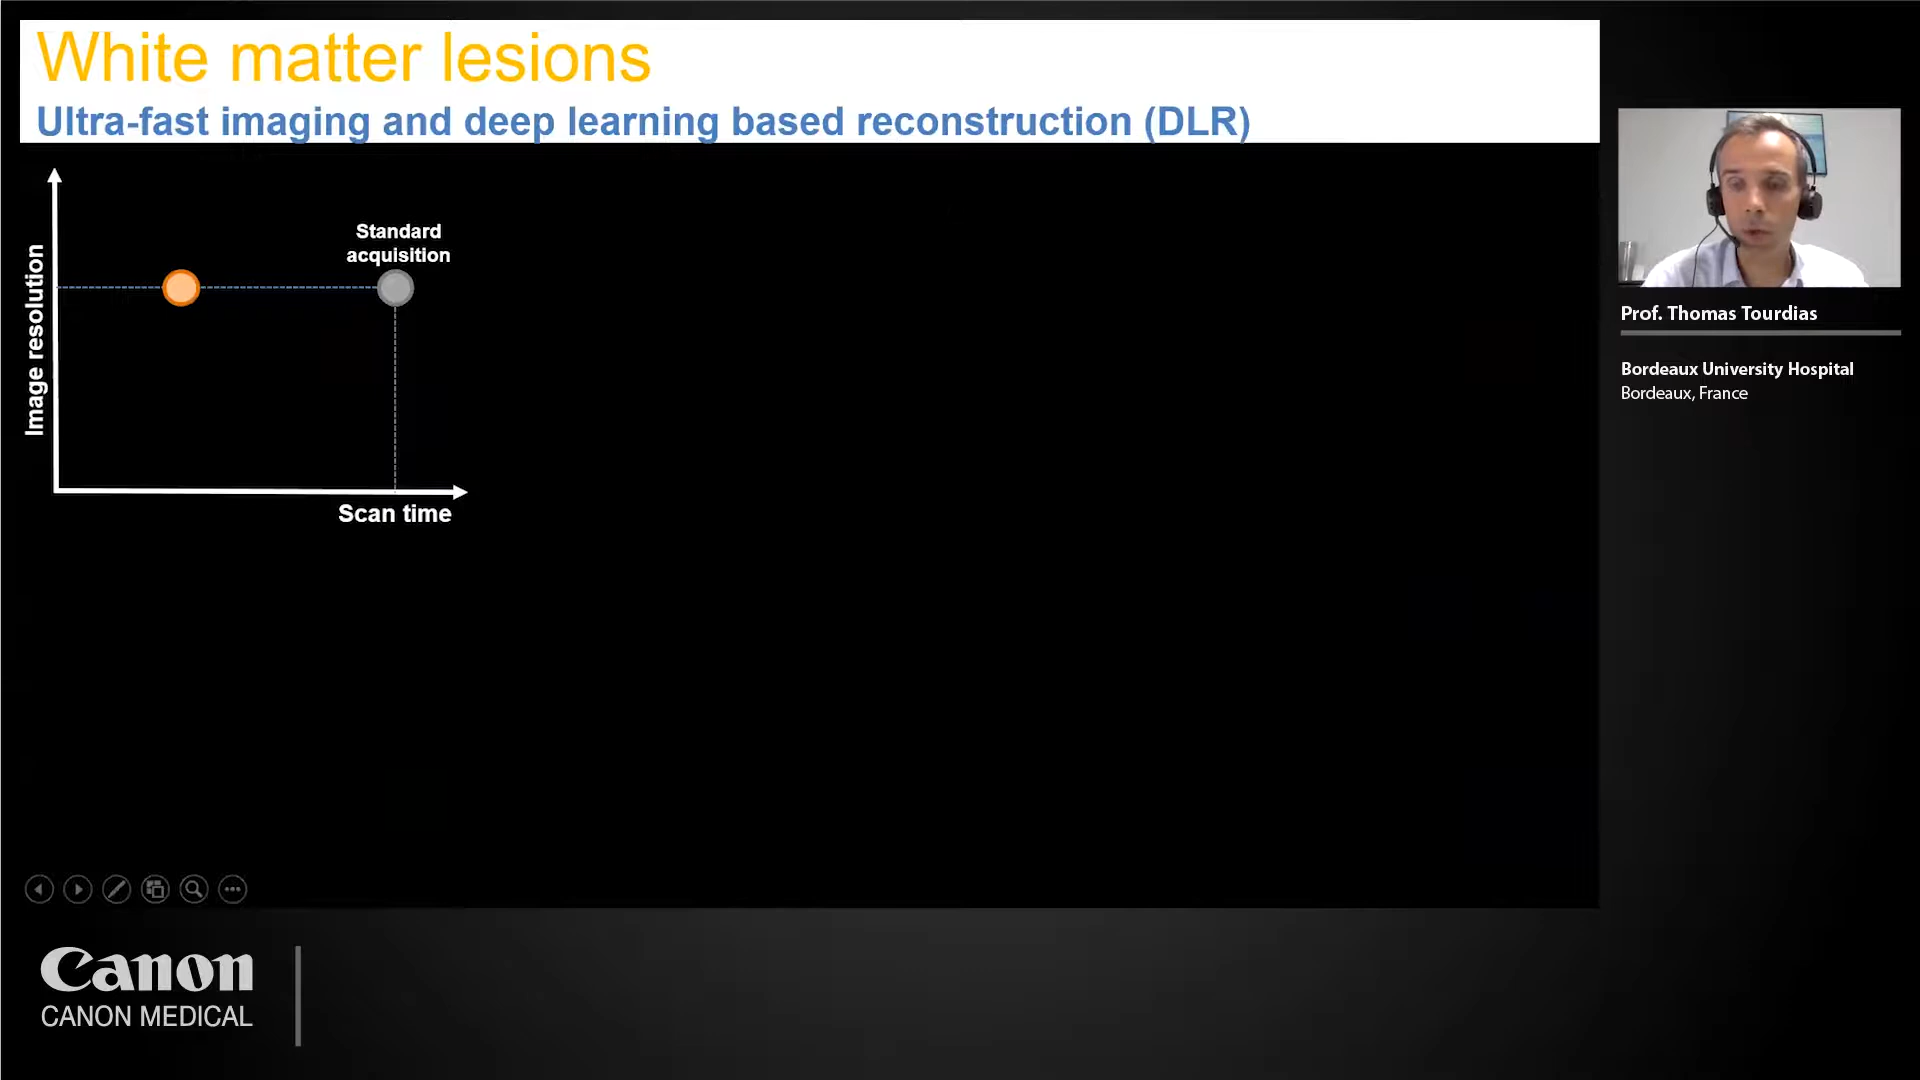 White matter lesions
Ultra-fast imaging and deep learning based reconstruction (DLR)
Standard
acquisition
Image resolution
Scan time
Prof. Thomas Tourdias
Bordeaux University Hospital
Bordeaux, France
Canon
CANON MEDICAL